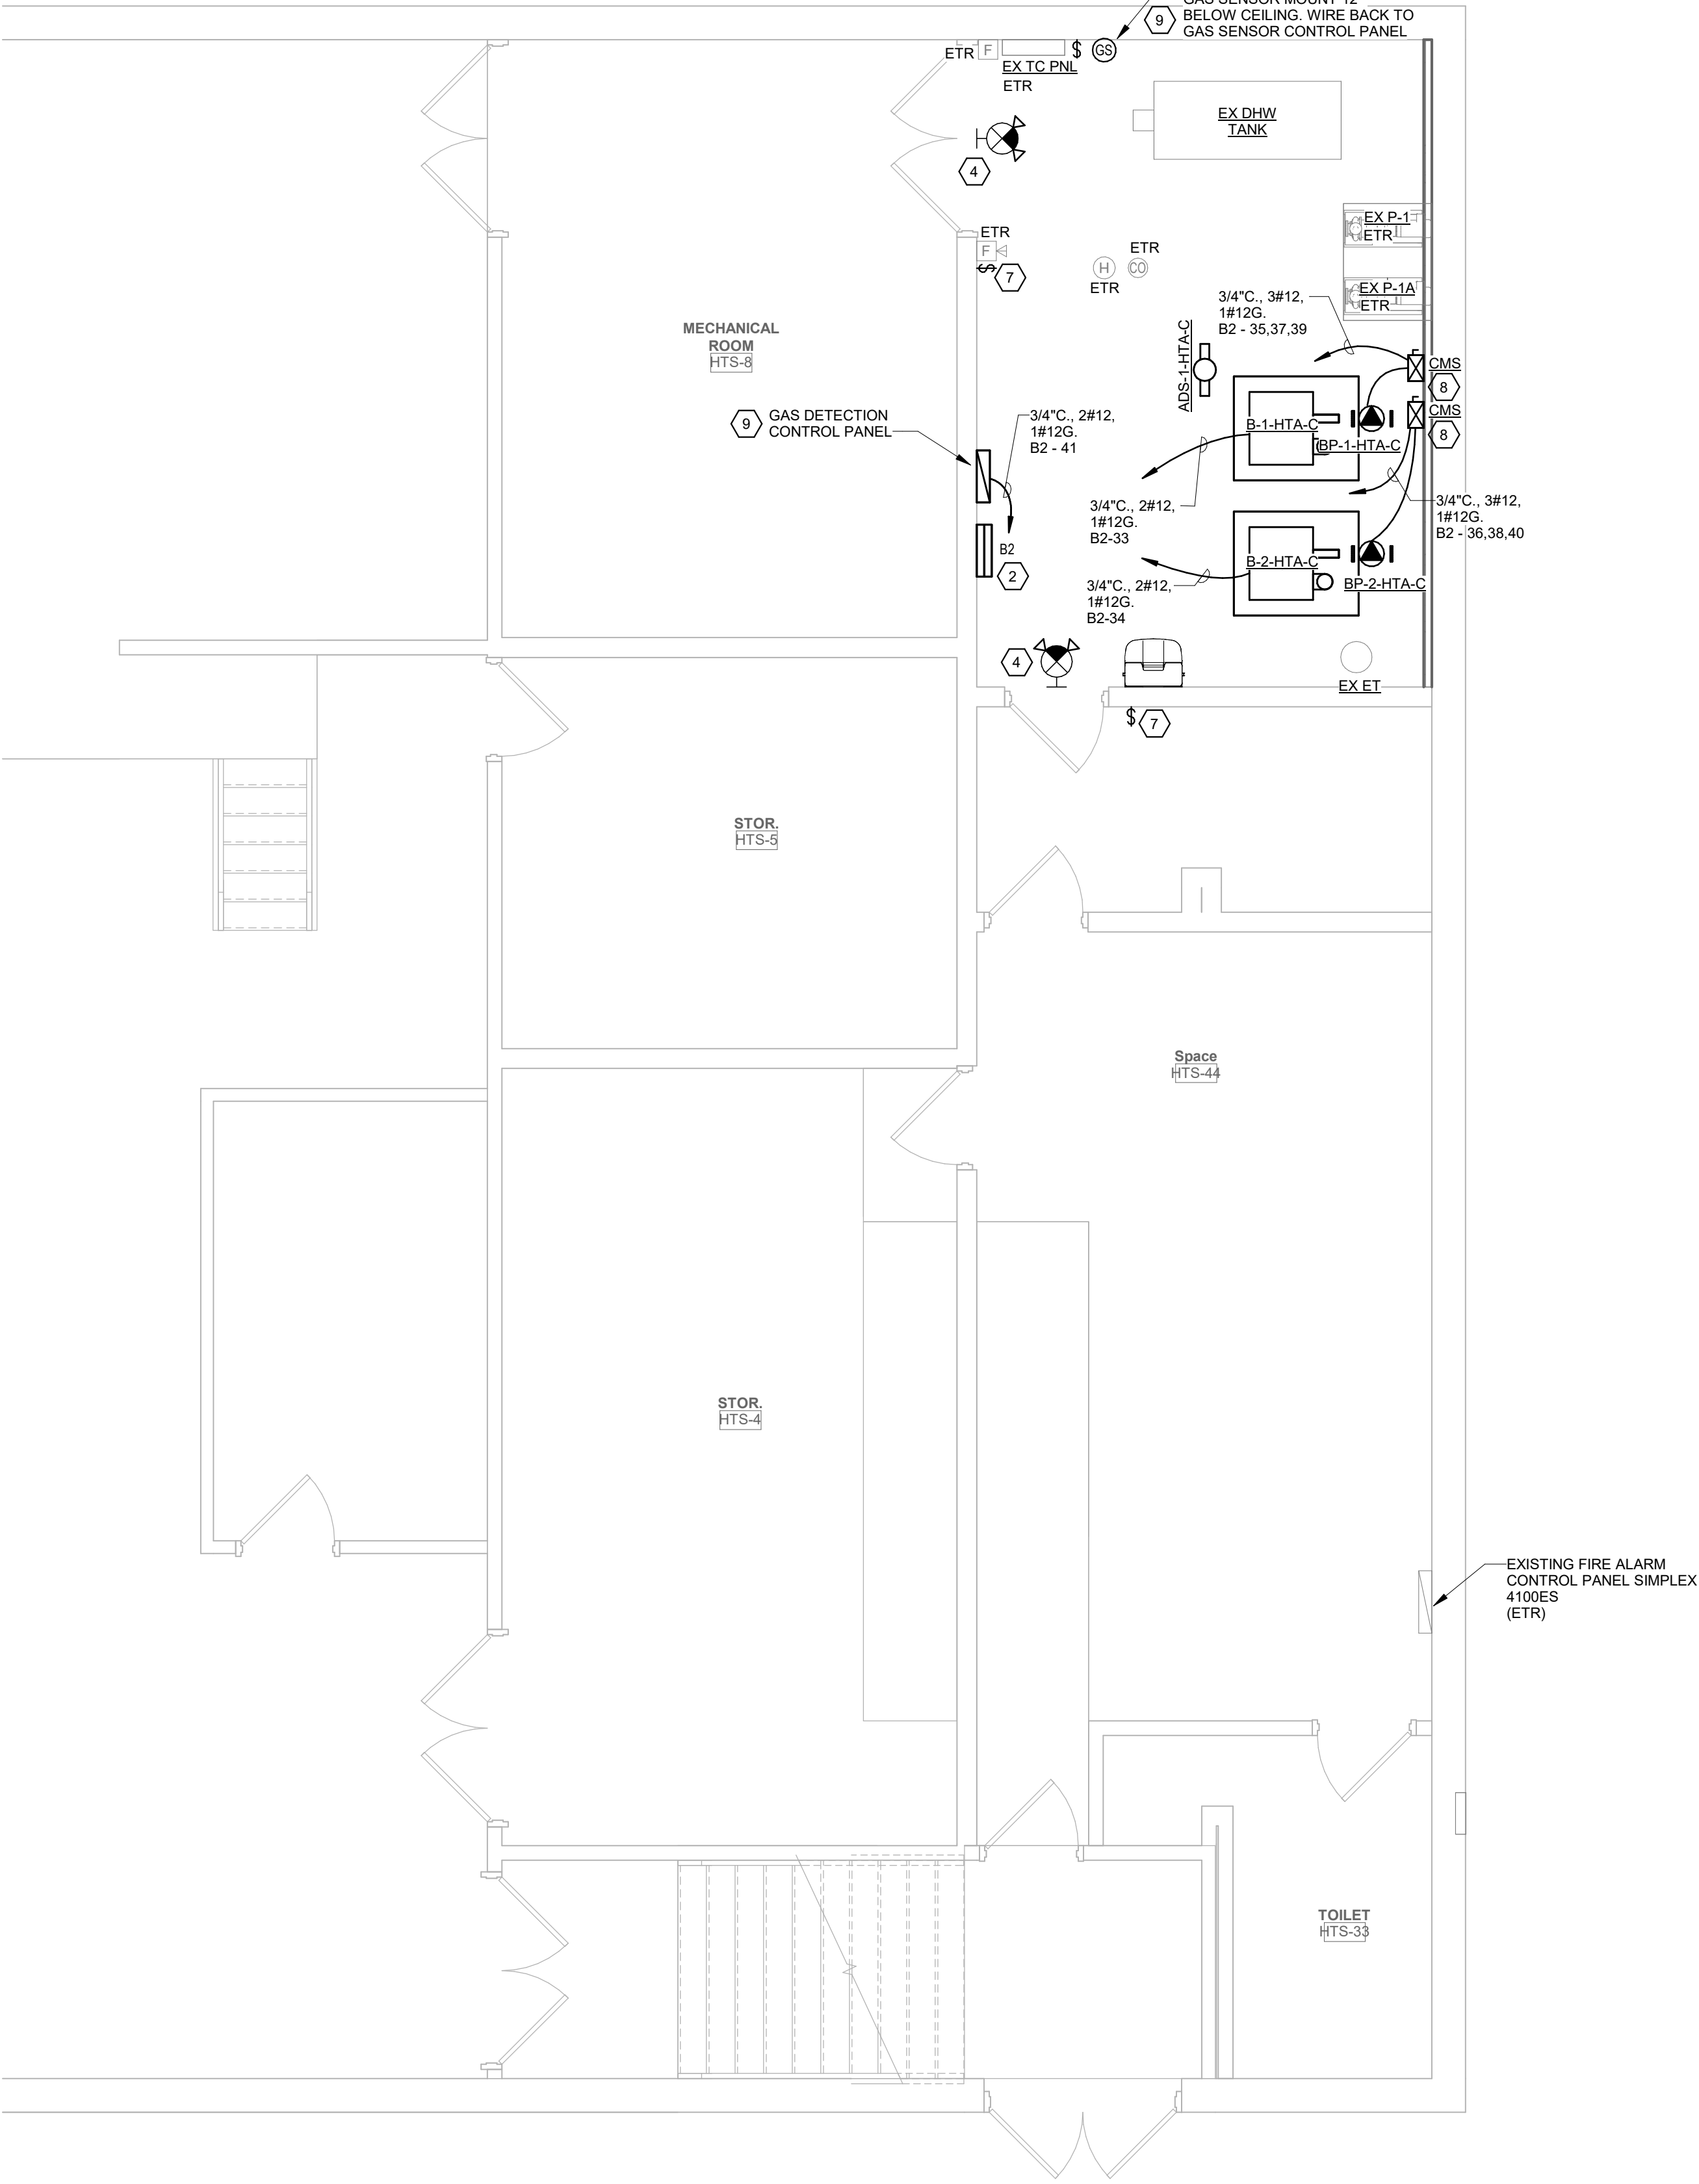 GAS SENSOR MOUNT 12"
9
BELOW CEILING. WIRE BACK TO
GAS SENSOR CONTROL PANEL
ETR
F
$
GS
EX TC PNL
ETR
EX DHW
TANK
4
EX P-1
ETR
ETR
F
$
7
ETR
H
CO
ETR
EX P-1A
ETR
3/4"C., 3#12,
1#12G.
B2 - 35,37,39
MECHANICAL
ROOM
HTS-8
ADS-1-HTA-C
CMS
8
CMS
8
9
GAS DETECTION
CONTROL PANEL
3/4"C., 2#12,
1#12G.
B2 - 41
B-1-HTA-C
BP-1-HTA-C
3/4"C., 2#12,
1#12G.
B2-33
3/4"C., 3#12,
1#12G.
B2 - 36,38,40
B2
2
B-2-HTA-C
BP-2-HTA-C
3/4"C., 2#12,
1#12G.
B2-34
4
EX ET
$
7
STOR.
HTS-5
Space
HTS-44
STOR.
HTS-4
EXISTING FIRE ALARM
CONTROL PANEL SIMPLEX
4100ES
(ETR)
TOILET
HTS-33